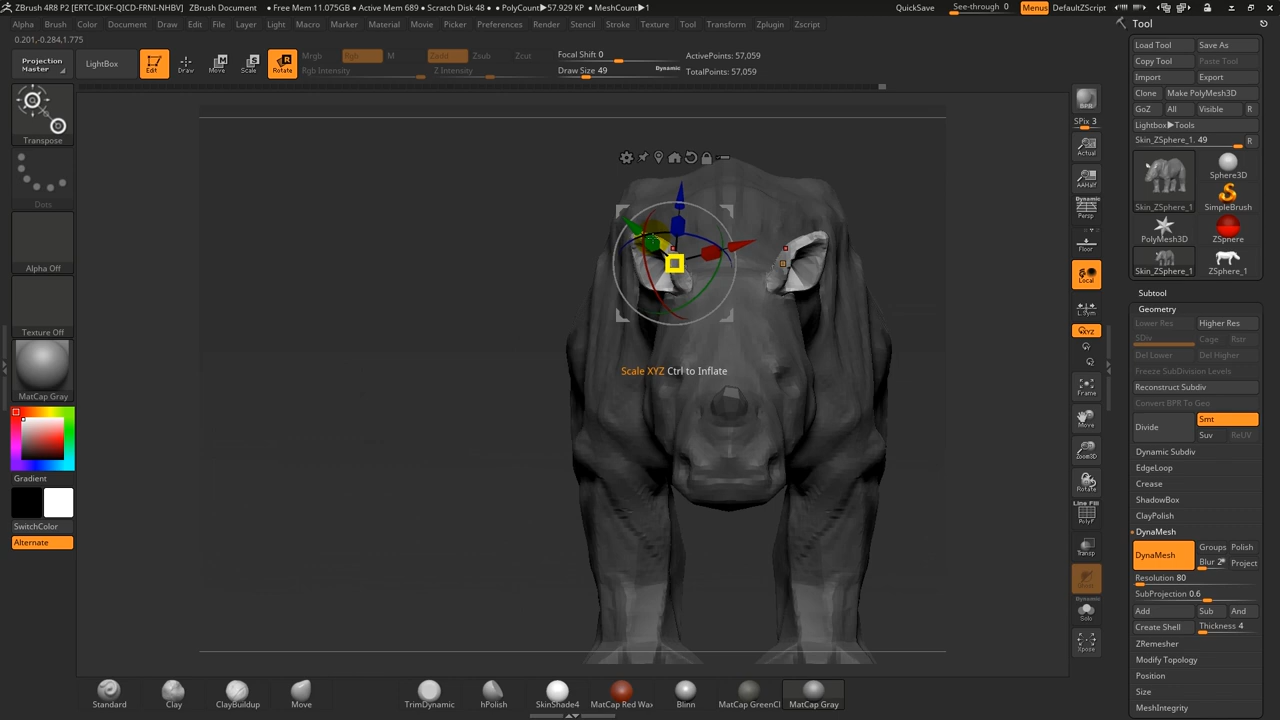 ZBrush 4R8 P2 [ERTC-IDKF-QICD-FRNI-NHBV] ZBrush Document • Free Mem 11.075GB • Active Mem 689 • Scratch Disk 48 • PolyCount▶57.929 KP • MeshCount▶1 QuickSave See-through 0 Menus DefaultZScript
Alpha Brush Color Document Draw Edit File Layer Light Macro Marker Material Movie Picker Preferences Render Stencil Stroke Texture Tool Transform Zplugin Zscript
0.201,-0.284,1.775
Projection
Master
LightBox
Edit
Draw
Move
Scale
Rotate
Mrgb Rgb M Zadd Zsub Zcut
Rgb Intensity Z Intensity
Focal Shift 0
Draw Size 49 Dynamic
ActivePoints: 57,059
TotalPoints: 57,059
Transpose
Dots
Alpha Off
Texture Off
MatCap Gray
Gradient
SwitchColor
Alternate
Scale XYZ Ctrl to Inflate
BPR
SPix 3
Actual
AAHalf
Dynamic
Persp
Floor
Local
L.Sym
XYZ
Frame
Move
Zoom3D
Rotate
Line Fill
PolyF
Transp
Ghost
Dynamic
Solo
Xpose
Tool
Load Tool Save As
Copy Tool Paste Tool
Import Export
Clone Make PolyMesh3D
GoZ All Visible R
Lightbox▶Tools
Skin_ZSphere_1. 49 R
Skin_ZSphere_1 Sphere3D
SimpleBrush
PolyMesh3D ZSphere
Skin_ZSphere_1 ZSphere_1
Subtool
Geometry
Lower Res Higher Res
SDiv Cage Rstr
Del Lower Del Higher
Freeze SubDivision Levels
Reconstruct Subdiv
Convert BPR To Geo
Divide Smt
Suv ReUV
Dynamic Subdiv
EdgeLoop
Crease
ShadowBox
ClayPolish
DynaMesh
DynaMesh Groups Polish
Blur 2 Project
Resolution 80
SubProjection 0.6
Add Sub And
Create Shell Thickness 4
ZRemesher
Modify Topology
Position
Size
MeshIntegrity
Standard Clay ClayBuildup Move TrimDynamic hPolish SkinShade4 MatCap Red Wax Blinn MatCap GreenCl MatCap Gray